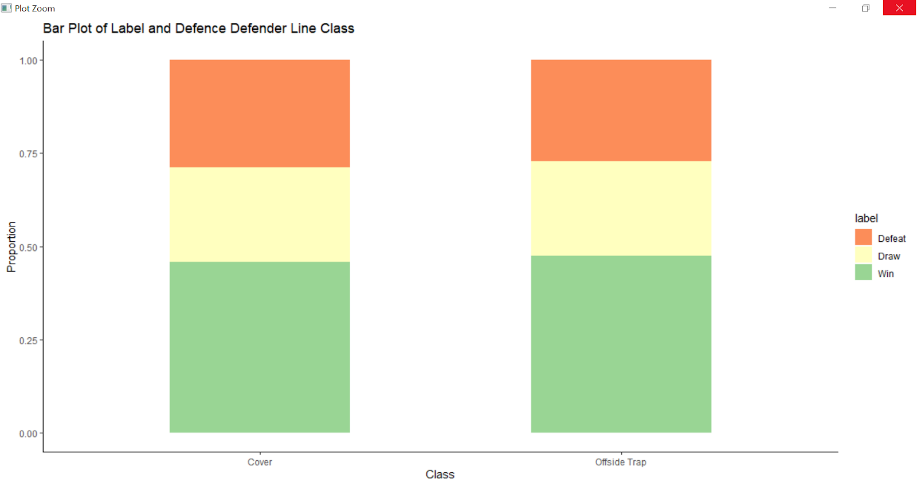 Plot Zoom
Bar Plot of Label and Defence Defender Line Class
1.00
0.75
0.50
0.25
0.00
Proportion
Cover
Offside Trap
Class
label
Defeat
Draw
Win